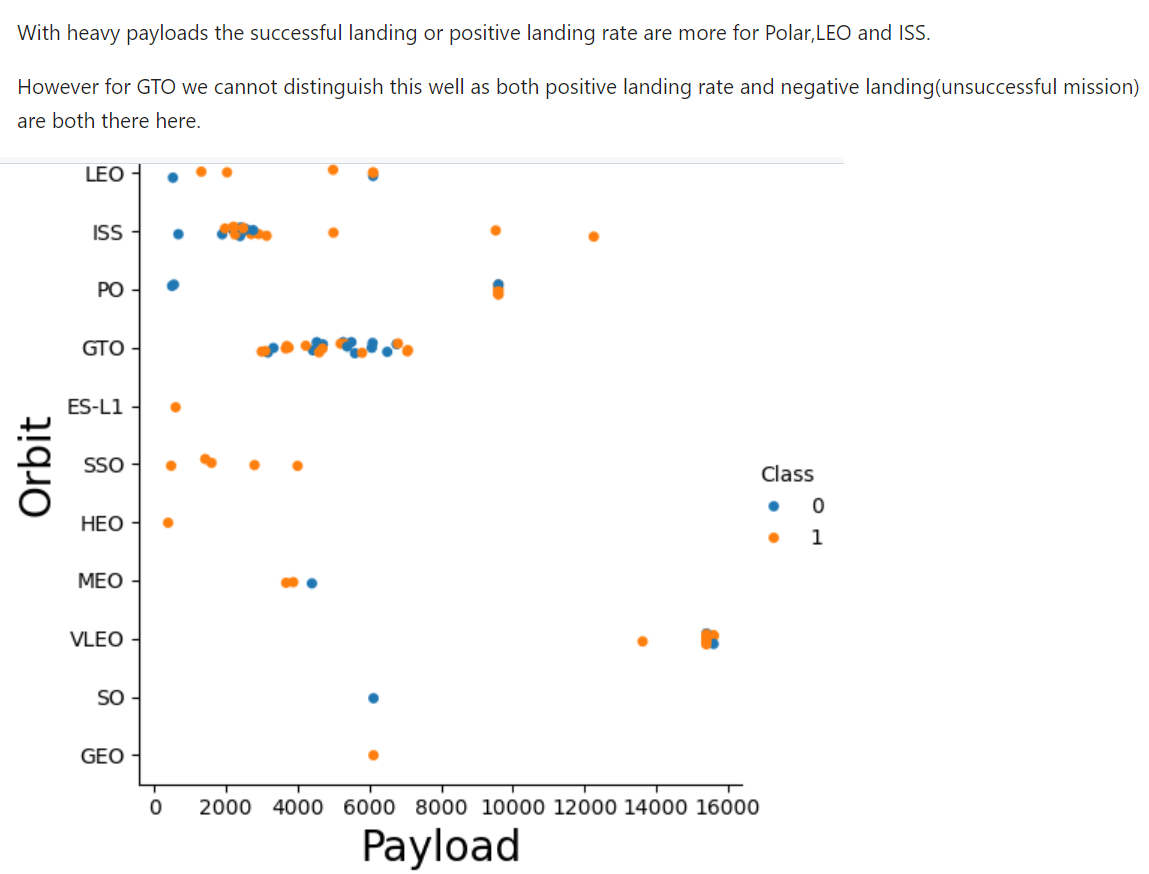 With heavy payloads the successful landing or positive landing rate are more for Polar,LEO and ISS.
However for GTO we cannot distinguish this well as both positive landing rate and negative landing(unsuccessful mission)
are both there here.
LEO
ISS
PO
GTO
ES-L1
SSO
HEO
MEO
VLEO
SO
GEO
Orbit
Class
0
1
0 2000 4000 6000 8000 10000 12000 14000 16000
Payload